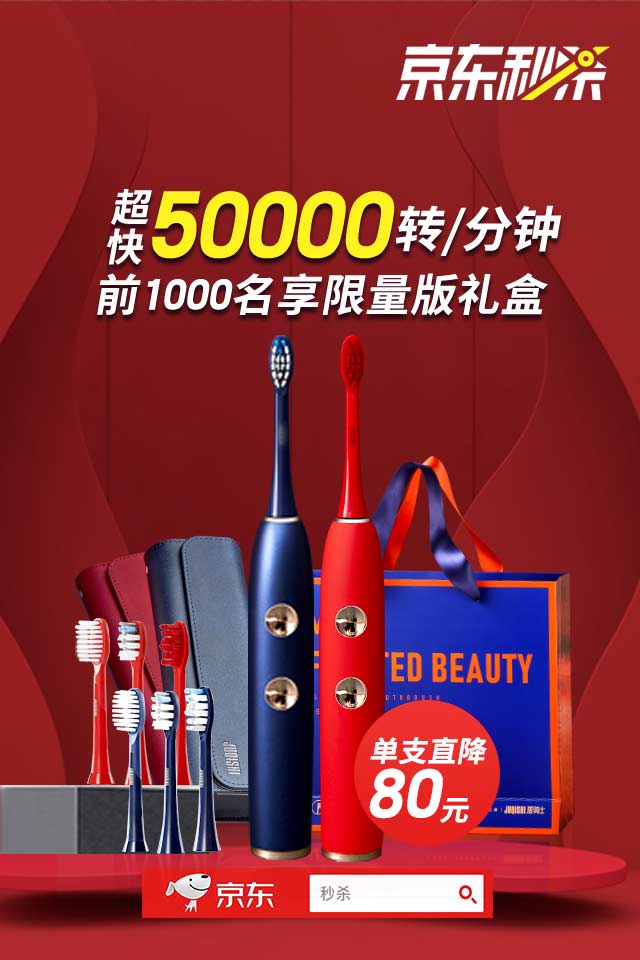 京东秒杀
超快50000转/分钟
前1000名享限量版礼盒
TED BEAUTY
单支直降
80元
JUQISHI
京东
秒杀